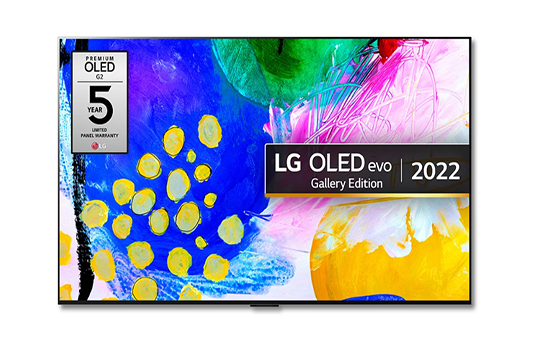 PREMIUM
OLED
G2
5
YEAR
LIMITED
PANEL WARRANTY
LG
LG OLED evo
Gallery Edition
2022